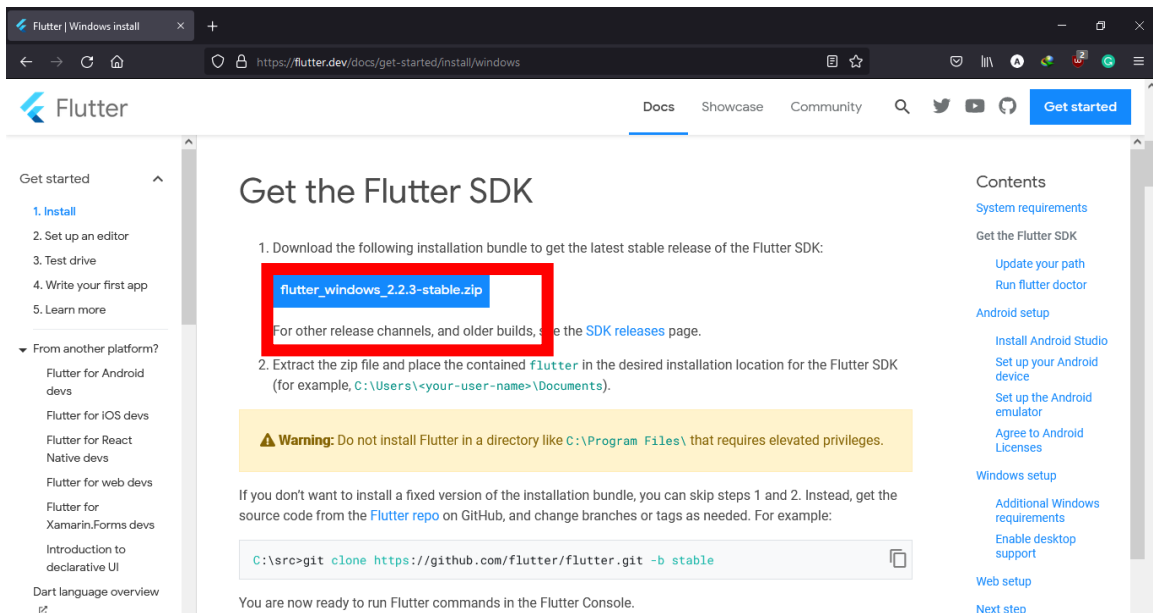 Flutter | Windows install
https://flutter.dev/docs/get-started/install/windows
2
Flutter
Docs
Showcase
Community
Get started
Get started
1. Install
2. Set up an editor
3. Test drive
4. Write your first app
5. Learn more
From another platform?
Flutter for Android
devs
Flutter for iOS devs
Flutter for React
Native devs
Flutter for web devs
Flutter for
Xamarin.Forms devs
Introduction to
declarative UI
Dart language overview
Get the Flutter SDK
1. Download the following installation bundle to get the latest stable release of the Flutter SDK:
flutter_windows_2.2.3-stable.zip
For other release channels, and older builds, see the SDK releases page.
2. Extract the zip file and place the contained flutter in the desired installation location for the Flutter SDK
(for example, C:\Users\<your-user-name>\Documents).
Warning: Do not install Flutter in a directory like C:\Program Files\ that requires elevated privileges.
If you don't want to install a fixed version of the installation bundle, you can skip steps 1 and 2. Instead, get the
source code from the Flutter repo on GitHub, and change branches or tags as needed. For example:
C:\src>git clone https://github.com/flutter/flutter.git -b stable
You are now ready to run Flutter commands in the Flutter Console.
Contents
System requirements
Get the Flutter SDK
Update your path
Run flutter doctor
Android setup
Install Android Studio
Set up your Android
device
Set up the Android
emulator
Agree to Android
Licenses
Windows setup
Additional Windows
requirements
Enable desktop
support
Web setup
Next step